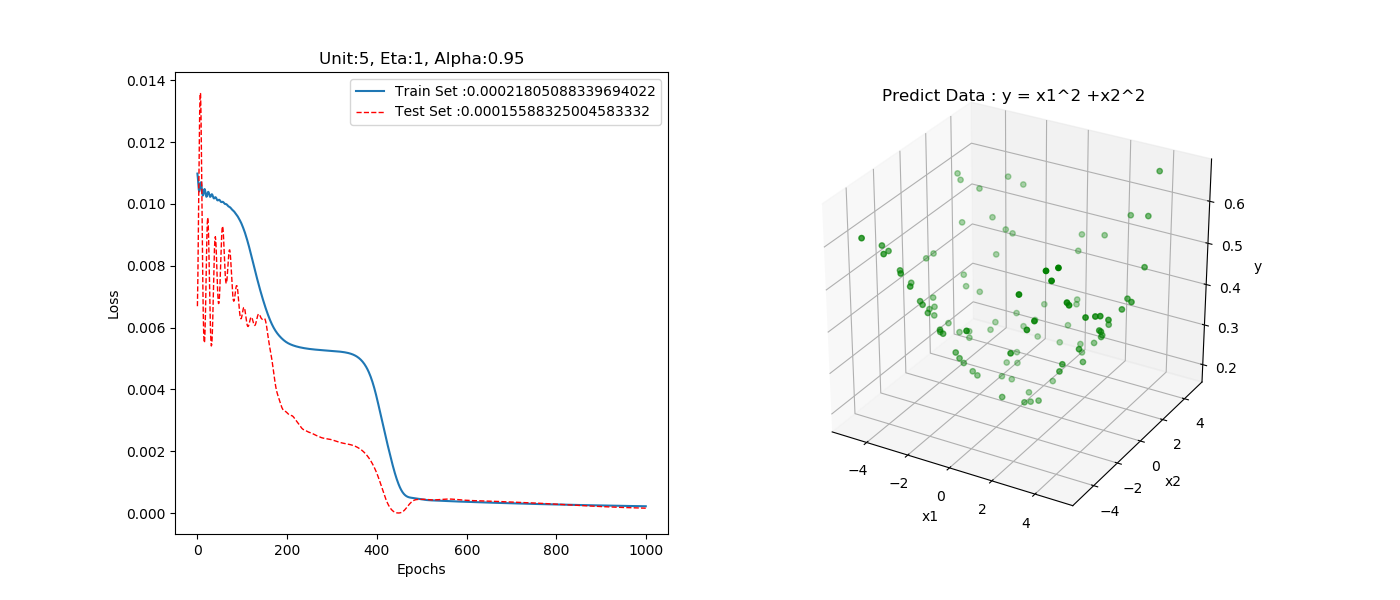 Unit:5, Eta:1, Alpha:0.95
0.014
0.012
0.010
0.008
0.006
0.004
0.002
0.000
Loss
Train Set :0.00021805088339694022
Test Set :0.00015588325004583332
0 200 400 600 800 1000
Epochs
Predict Data : y = x1^2 +x2^2
0.6
0.5
0.4
0.3
0.2
y
−4 −2 0 2 4
x1
−4 −2 0 2 4
x2